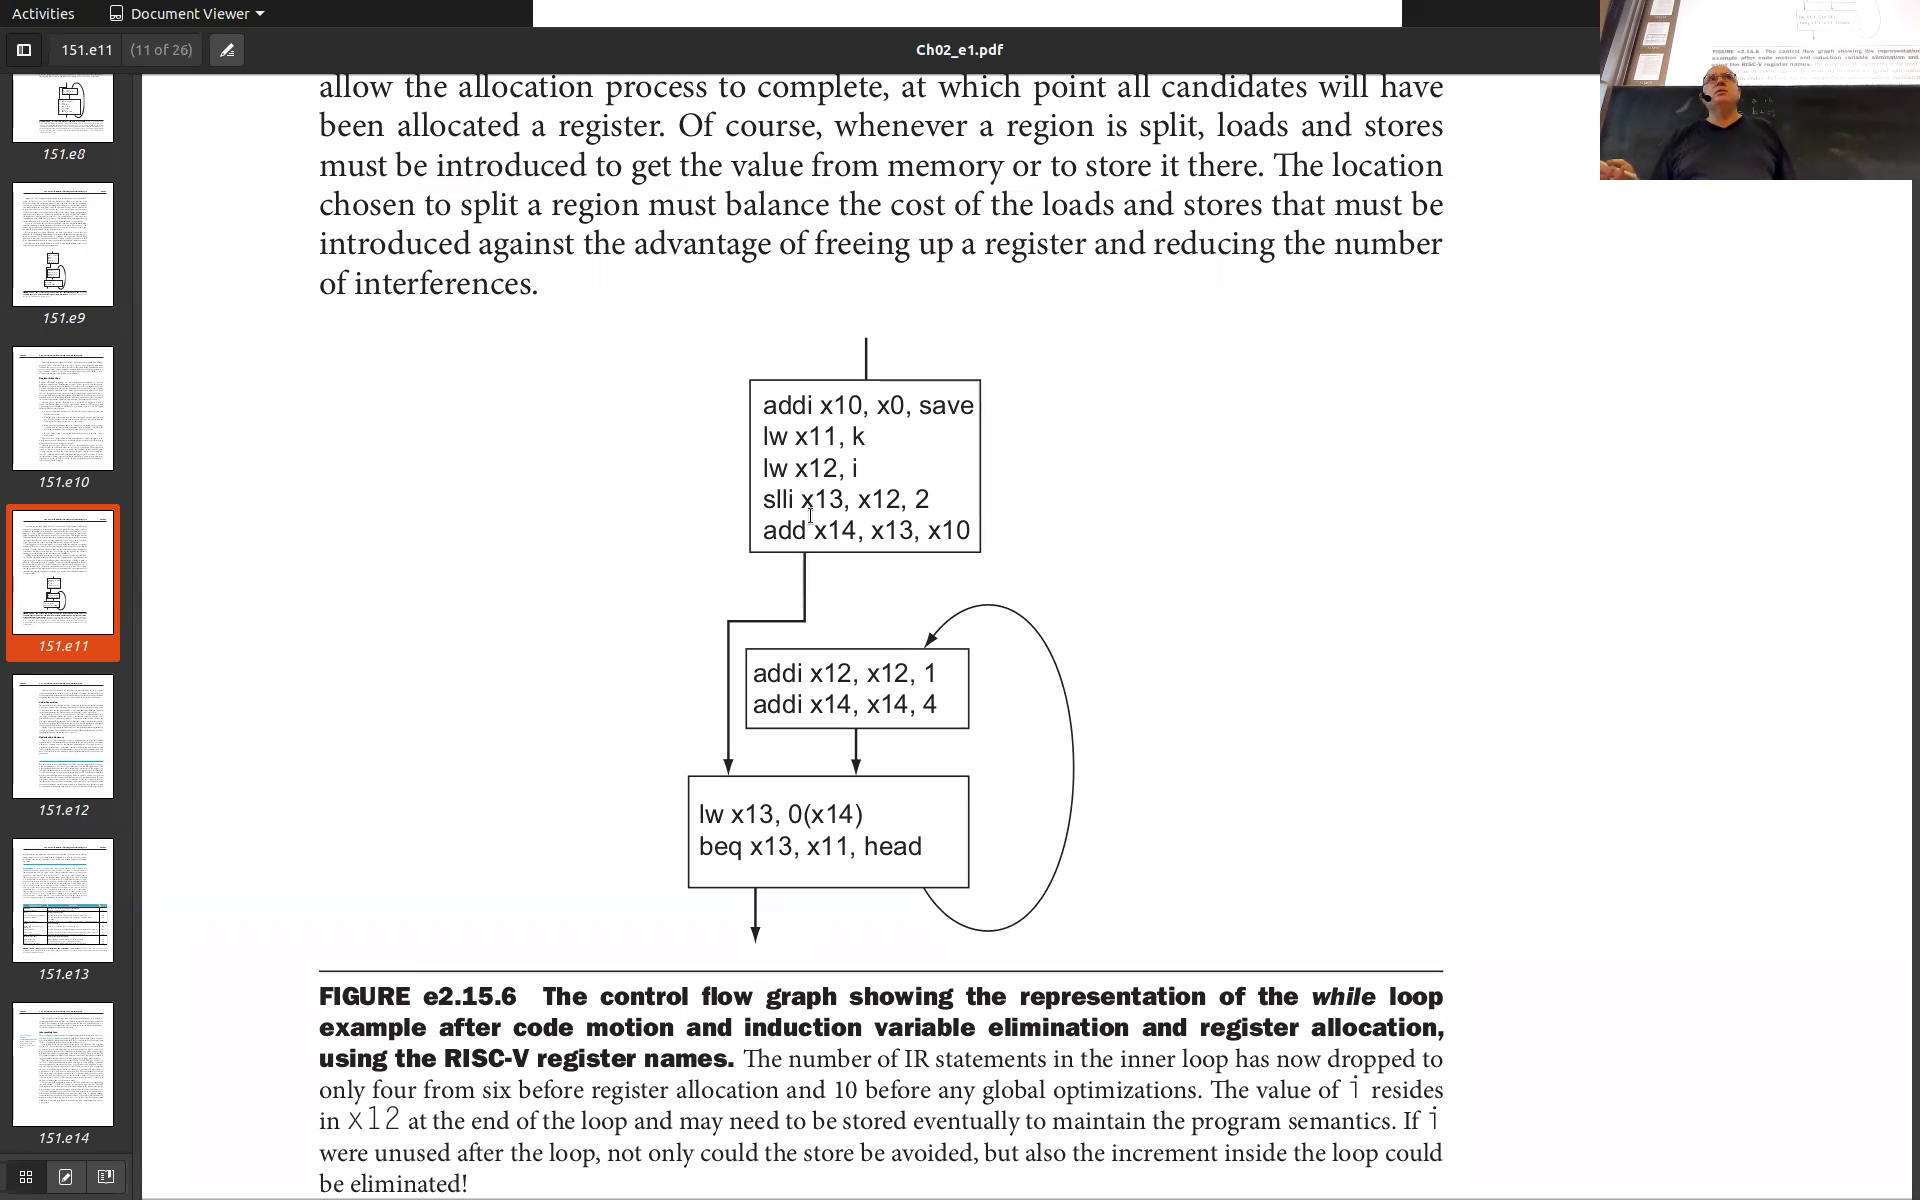 Activities
Document Viewer
151.e11
(11 of 26)
Ch02_e1.pdf
151.e8
151.e9
151.e10
151.e11
151.e12
151.e13
151.e14
allow the allocation process to complete, at which point all candidates will have
been allocated a register. Of course, whenever a region is split, loads and stores
must be introduced to get the value from memory or to store it there. The location
chosen to split a region must balance the cost of the loads and stores that must be
introduced against the advantage of freeing up a register and reducing the number
of interferences.
addi x10, x0, save
lw x11, k
lw x12, i
slli x13, x12, 2
add x14, x13, x10
addi x12, x12, 1
addi x14, x14, 4
lw x13, 0(x14)
beq x13, x11, head
FIGURE e2.15.6 The control flow graph showing the representation of the while loop
example after code motion and induction variable elimination and register allocation,
using the RISC-V register names. The number of IR statements in the inner loop has now dropped to
only four from six before register allocation and 10 before any global optimizations. The value of i resides
in x12 at the end of the loop and may need to be stored eventually to maintain the program semantics. If i
were unused after the loop, not only could the store be avoided, but also the increment inside the loop could
be eliminated!